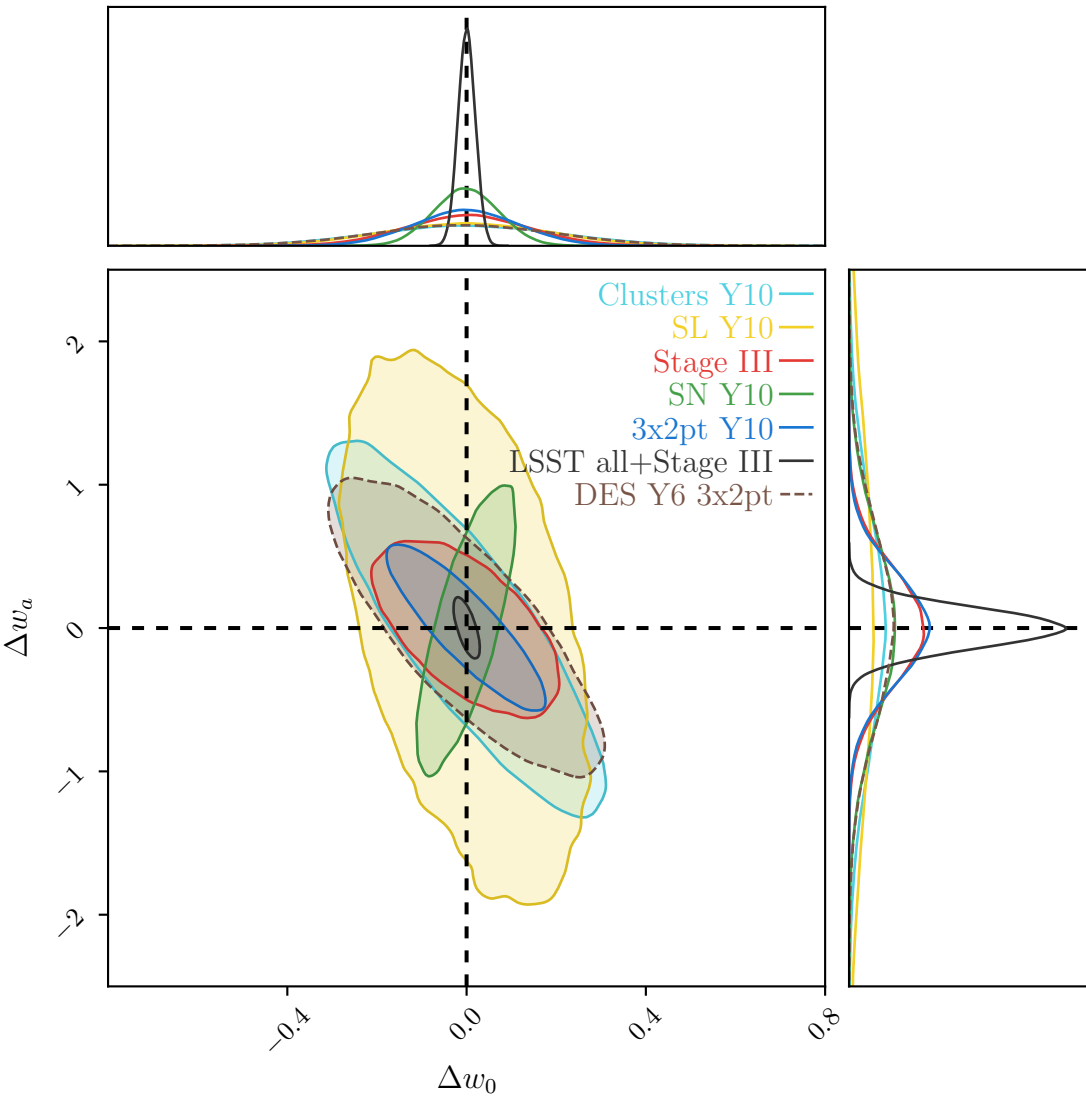 Clusters Y10
SL Y10
Stage III
SN Y10
3x2pt Y10
LSST all+Stage III
DES Y6 3x2pt
2
1
0
−1
−2
Δw_a
−0.4
0.0
0.4
0.8
Δw_0